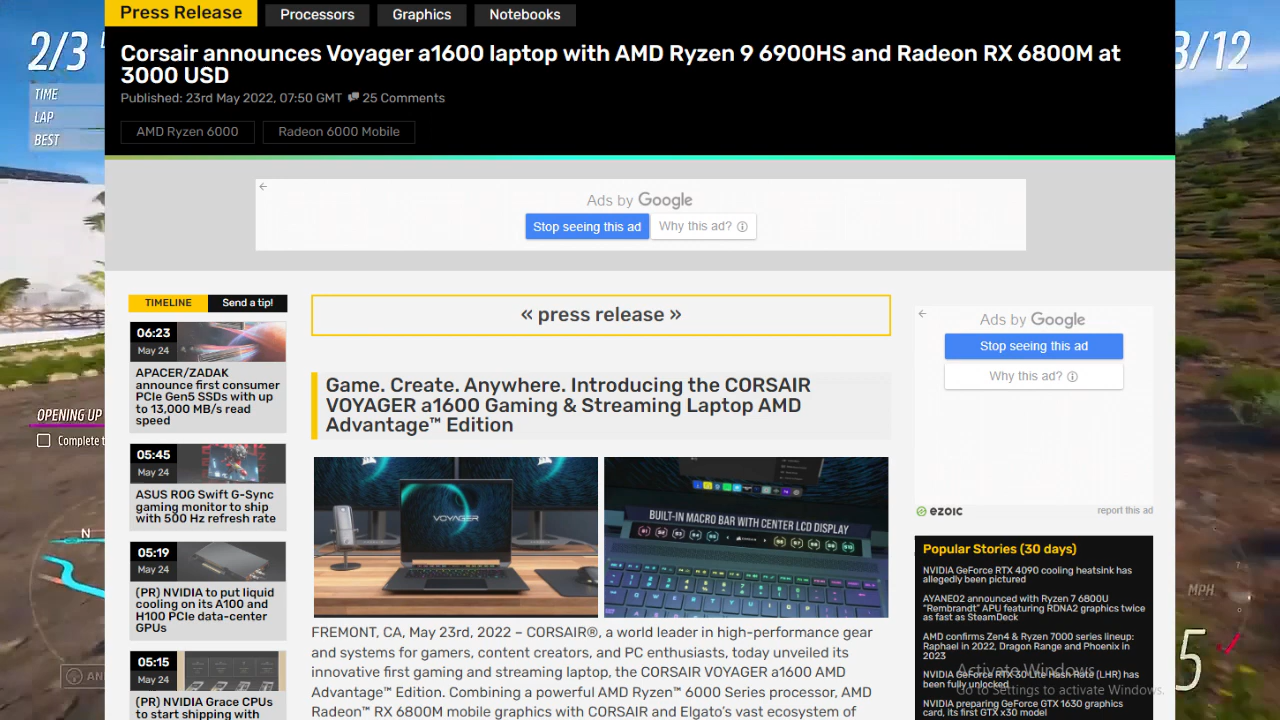 Press Release
Processors
Graphics
Notebooks
Corsair announces Voyager a1600 laptop with AMD Ryzen 9 6900HS and Radeon RX 6800M at
3000 USD
Published: 23rd May 2022, 07:50 GMT 25 Comments
AMD Ryzen 6000
Radeon 6000 Mobile
2/3
TIME
LAP
BEST
3/12
Ads by Google
Stop seeing this ad
Why this ad?
OPENING UP
Complete t
N
TIMELINE
Send a tip!
06:23
May 24
APACER/ZADAK
announce first consumer
PCIe Gen5 SSDs with up
to 13,000 MB/s read
speed
05:45
May 24
ASUS ROG Swift G-Sync
gaming monitor to ship
with 500 Hz refresh rate
05:19
May 24
(PR) NVIDIA to put liquid
cooling on its A100 and
H100 PCIe data-center
GPUs
05:15
May 24
(PR) NVIDIA Grace CPUs
to start shipping with
« press release »
Game. Create. Anywhere. Introducing the CORSAIR
VOYAGER a1600 Gaming & Streaming Laptop AMD
Advantage™ Edition
VOYAGER
BUILT-IN MACRO BAR WITH CENTER LCD DISPLAY
FREMONT, CA, May 23rd, 2022 – CORSAIR®, a world leader in high-performance gear
and systems for gamers, content creators, and PC enthusiasts, today unveiled its
innovative first gaming and streaming laptop, the CORSAIR VOYAGER a1600 AMD
Advantage™ Edition. Combining a powerful AMD Ryzen™ 6000 Series processor, AMD
Radeon™ RX 6800M mobile graphics with CORSAIR and Elgato's vast ecosystem of
Ads by Google
Stop seeing this ad
Why this ad?
ezoic
report this ad
Popular Stories (30 days)
NVIDIA GeForce RTX 4090 cooling heatsink has
allegedly been pictured
AYANEO2 announced with Ryzen 7 6800U
"Rembrandt" APU featuring RDNA2 graphics twice
as fast as SteamDeck
AMD confirms Zen4 & Ryzen 7000 series lineup:
Raphael in 2022, Dragon Range and Phoenix in
2023
NVIDIA GeForce RTX 30 Lite Hash Rate (LHR) has
been fully unlocked
NVIDIA preparing GeForce GTX 1630 graphics
card, its first GTX x30 model
Activate Windows
Go to Settings to activate Windows.
MPH
5
AN